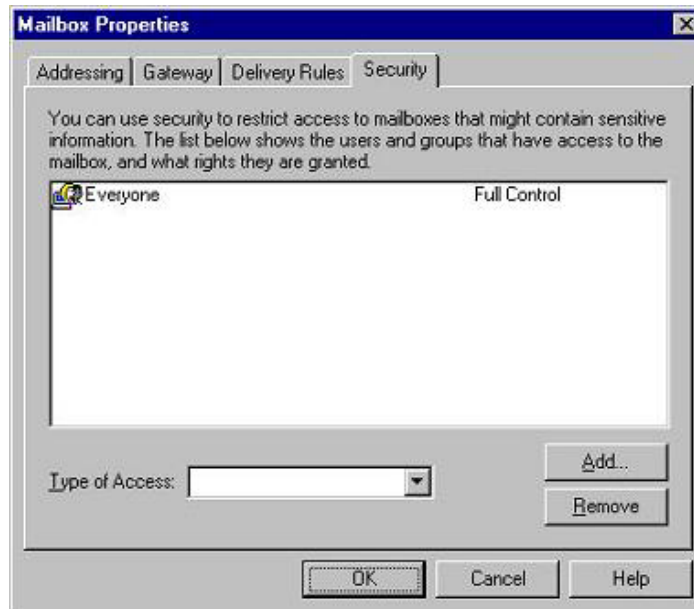 Mailbox Properties
Addressing
Gateway
Delivery Rules
Security
You can use security to restrict access to mailboxes that might contain sensitive
information. The list below shows the users and groups that have access to the
mailbox, and what rights they are granted.
Everyone Full Control
Add...
Type of Access:
Remove
OK
Cancel
Help